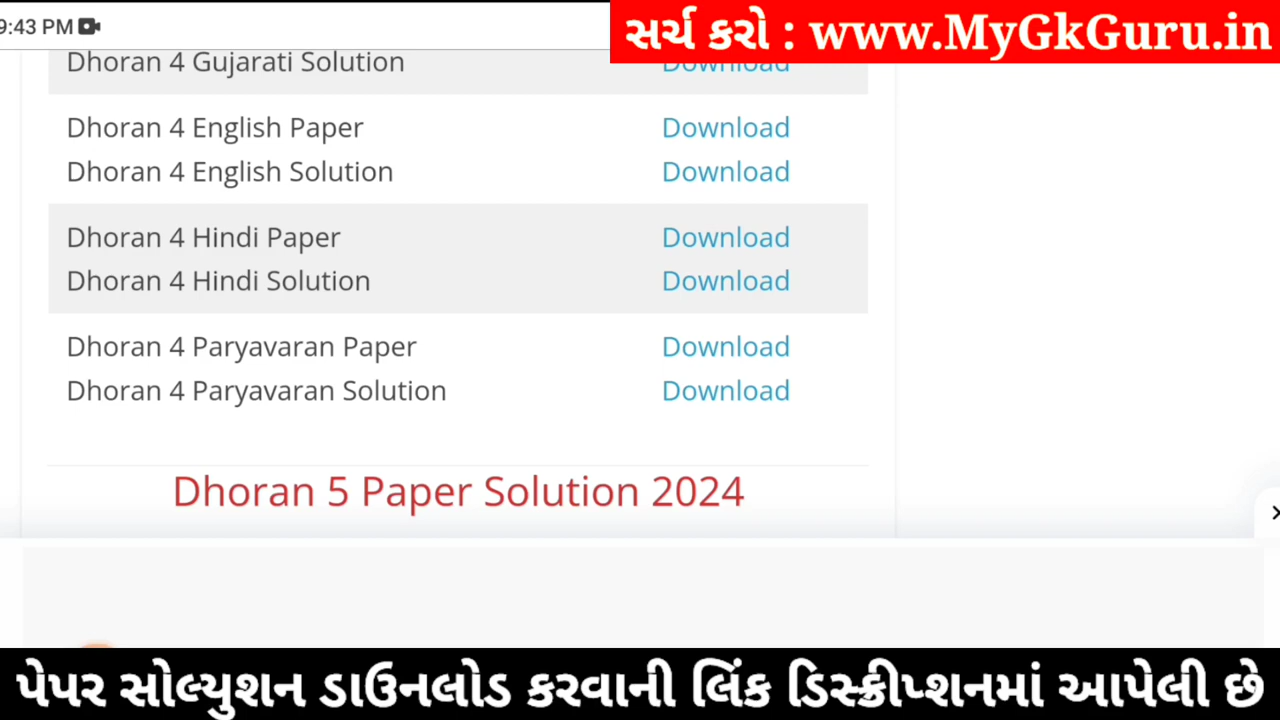 9:43 PM
સર્ચ કરો : www.MyGkGuru.in
Dhoran 4 Gujarati Solution Download
Dhoran 4 English Paper Download
Dhoran 4 English Solution Download
Dhoran 4 Hindi Paper Download
Dhoran 4 Hindi Solution Download
Dhoran 4 Paryavaran Paper Download
Dhoran 4 Paryavaran Solution Download
Dhoran 5 Paper Solution 2024
પેપર સોલ્યુશન ડાઉનલોડ કરવાની લિંક ડિસ્ક્રીપ્શનમાં આપેલી છે